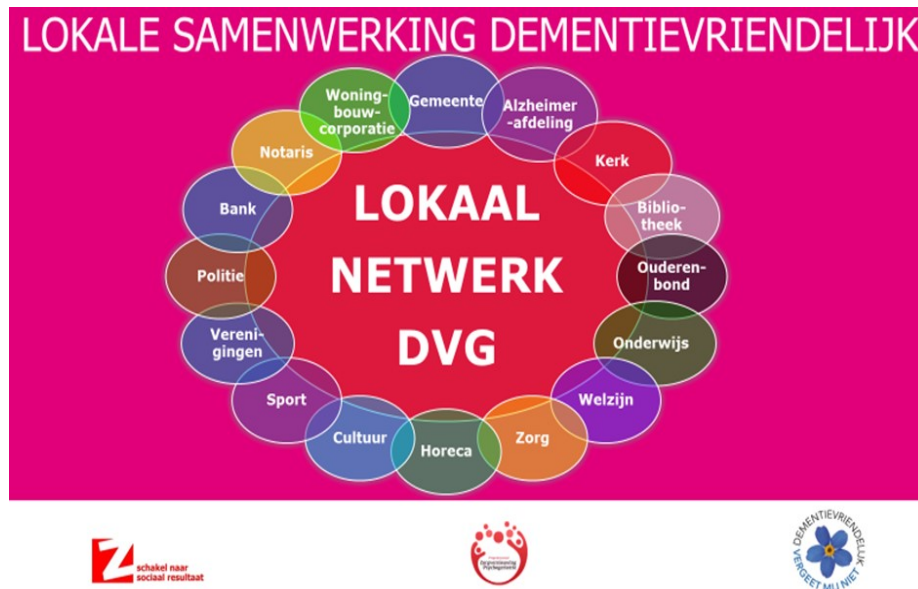 LOKALE SAMENWERKING DEMENTIEVRIENDELIJK
Woning-
bouw-
corporatie
Gemeente
Alzheimer
-afdeling
Notaris
Kerk
Bank
Biblio-
theek
Politie
Ouderen-
bond
Vereni-
gingen
Onderwijs
Sport
Welzijn
Cultuur
Horeca
Zorg
LOKAAL
NETWERK
DVG
Z
schakel naar
sociaal resultaat
DEMENTIEVRIENDELIJK
VERGEET MIJ NIET